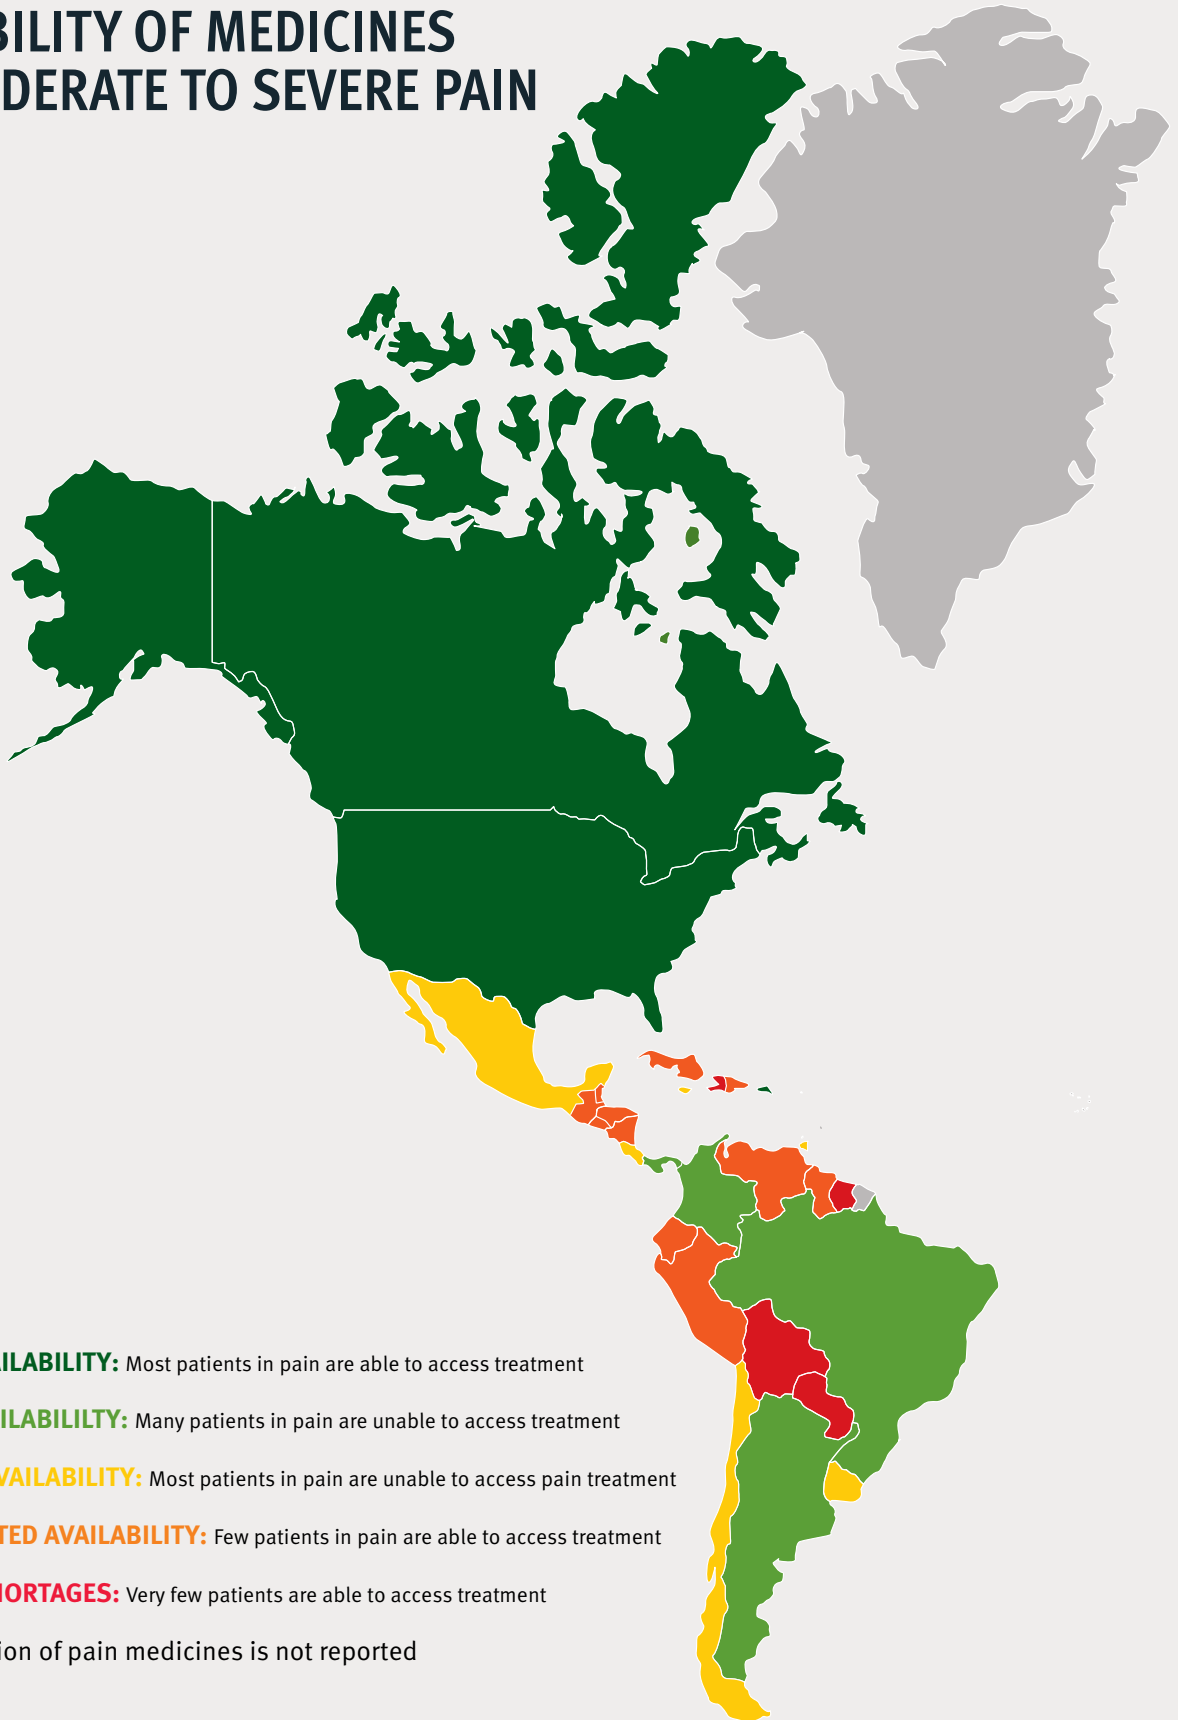 BILITY OF MEDICINES
DERATE TO SEVERE PAIN
AILABILITY: Most patients in pain are able to access treatment
AILABILILTY: Many patients in pain are unable to access treatment
VAILABILITY: Most patients in pain are unable to access pain treatment
TED AVAILABILITY: Few patients in pain are able to access treatment
HORTAGES: Very few patients are able to access treatment
ion of pain medicines is not reported